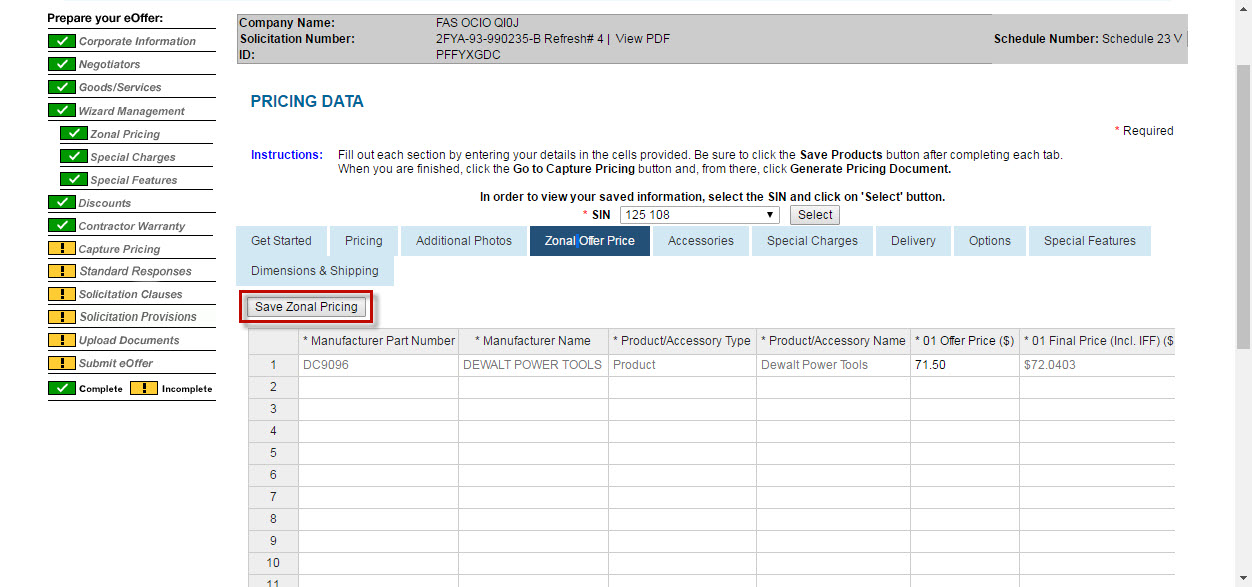 Prepare your eOffer:
Corporate Information
Negotiators
Goods/Services
Wizard Management
Zonal Pricing
Special Charges
Special Features
Discounts
Contractor Warranty
Capture Pricing
Standard Responses
Solicitation Clauses
Solicitation Provisions
Upload Documents
Submit eOffer
Complete ! Incomplete
Company Name: FAS OCIO QI0J
Solicitation Number: 2FYA-93-990235-B Refresh# 4 | View PDF Schedule Number: Schedule 23 V
ID: PFFYXGDC
PRICING DATA
* Required
Instructions: Fill out each section by entering your details in the cells provided. Be sure to click the Save Products button after completing each tab.
When you are finished, click the Go to Capture Pricing button and, from there, click Generate Pricing Document.
In order to view your saved information, select the SIN and click on 'Select' button.
* SIN 125 108 Select
Get Started Pricing Additional Photos Zonal Offer Price Accessories Special Charges Delivery Options Special Features
Dimensions & Shipping
Save Zonal Pricing
* Manufacturer Part Number * Manufacturer Name * Product/Accessory Type * Product/Accessory Name * 01 Offer Price ($) * 01 Final Price (Incl. IFF) ($
1 DC9096 DEWALT POWER TOOLS Product Dewalt Power Tools 71.50 $72.0403
2
3
4
5
6
7
8
9
10
11